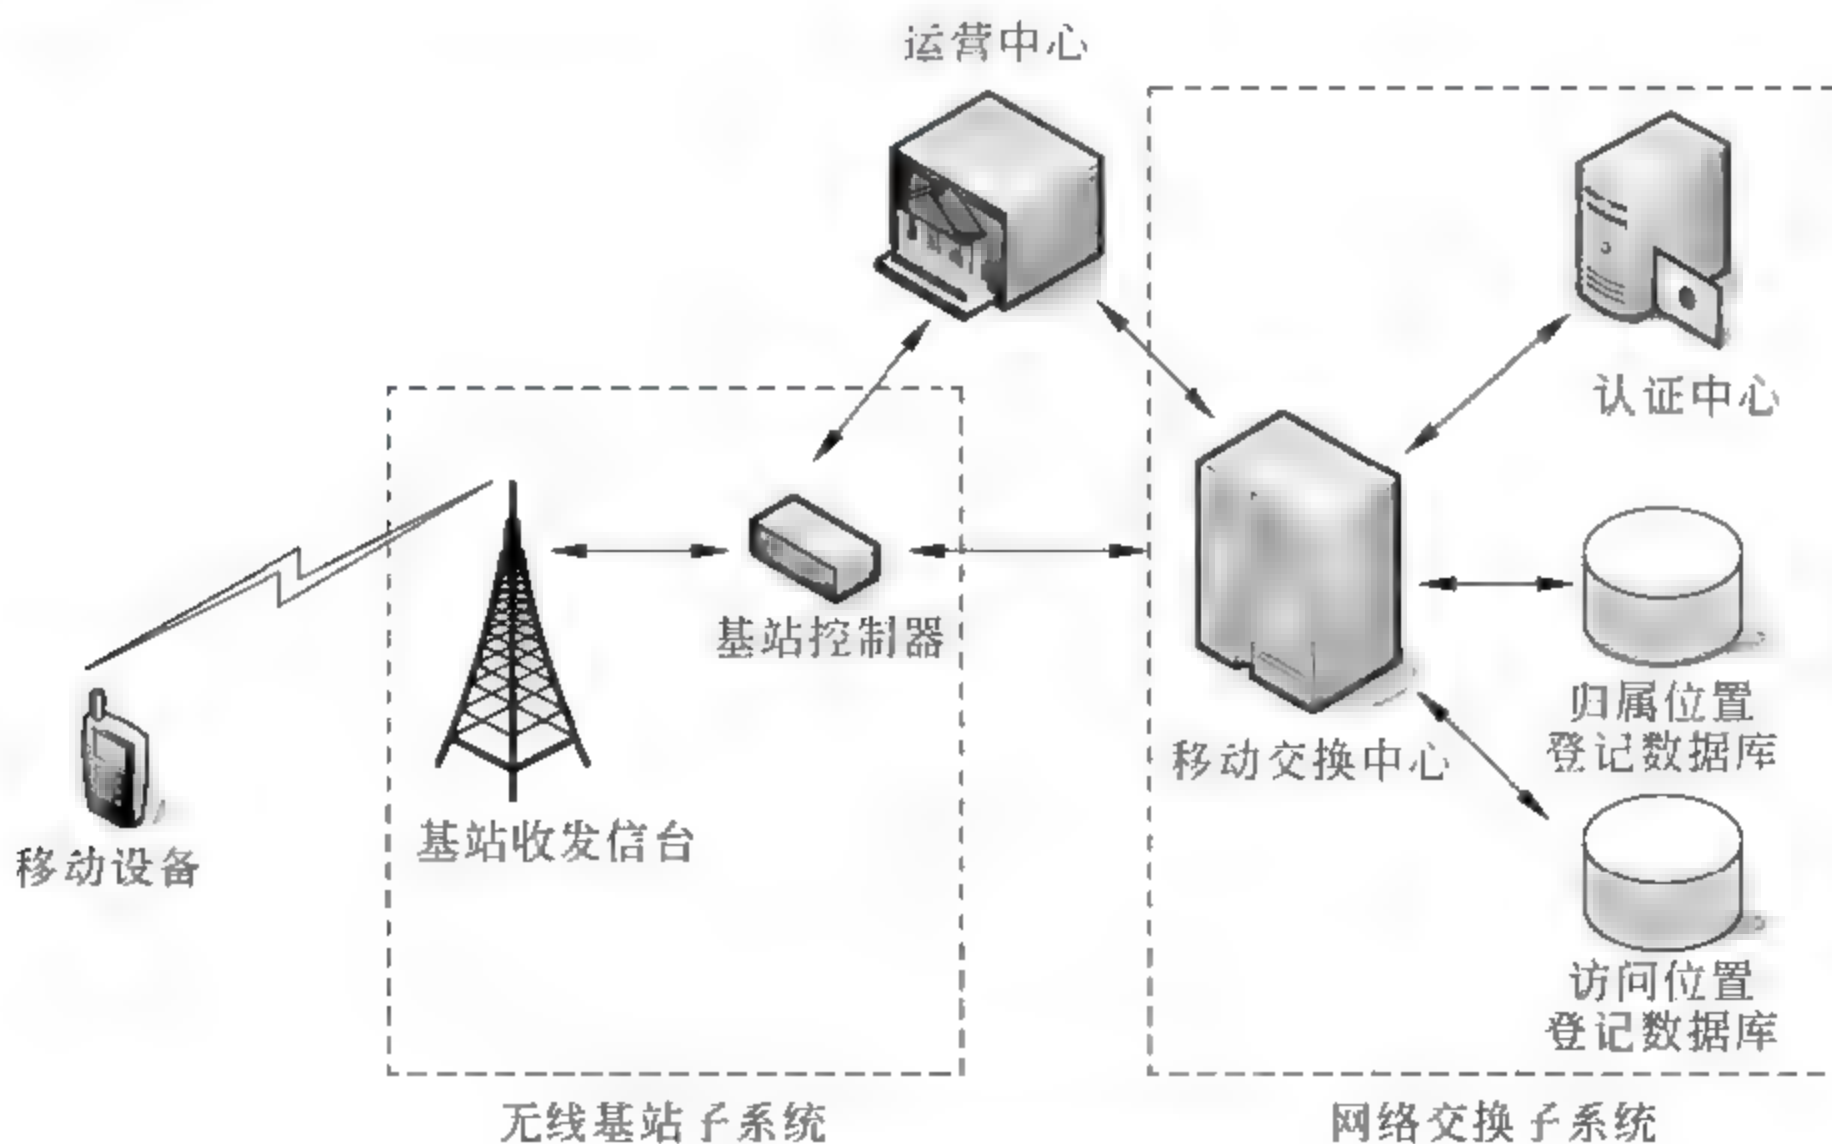 运营中心
认证中心
基站控制器
归属位置
登记数据库
移动交换中心
基站收发信台
移动设备
访问位置
登记数据库
无线基站子系统
网络交换子系统